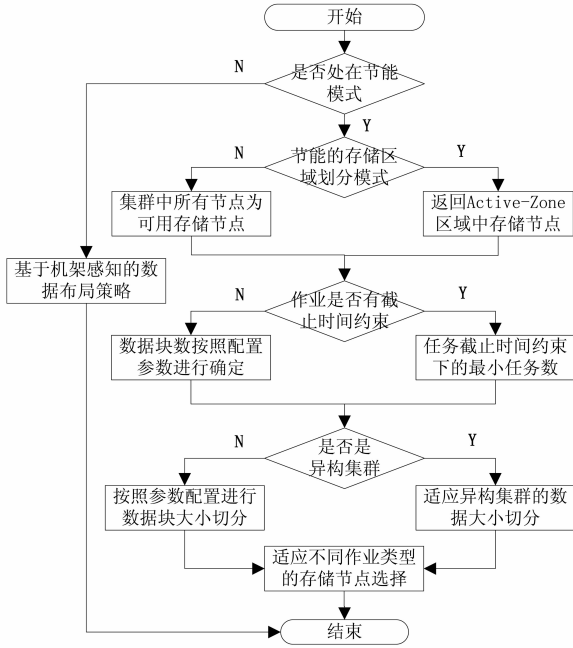 开始
N
是否处在节能
模式
Y
N
节能的存储区
域划分模式
Y
集群中所有节点为
可用存储节点
返回Active-Zone
区域中存储节点
基于机架感知的数
据布局策略
N
作业是否有截
止时间约束
Y
数据块数按照配置
参数进行确定
任务截止时间约束
下的最小任务数
N
是否是
异构集群
Y
按照参数配置进行
数据块大小切分
适应异构集群的数
据大小切分
适应不同作业类型
的存储节点选择
结束